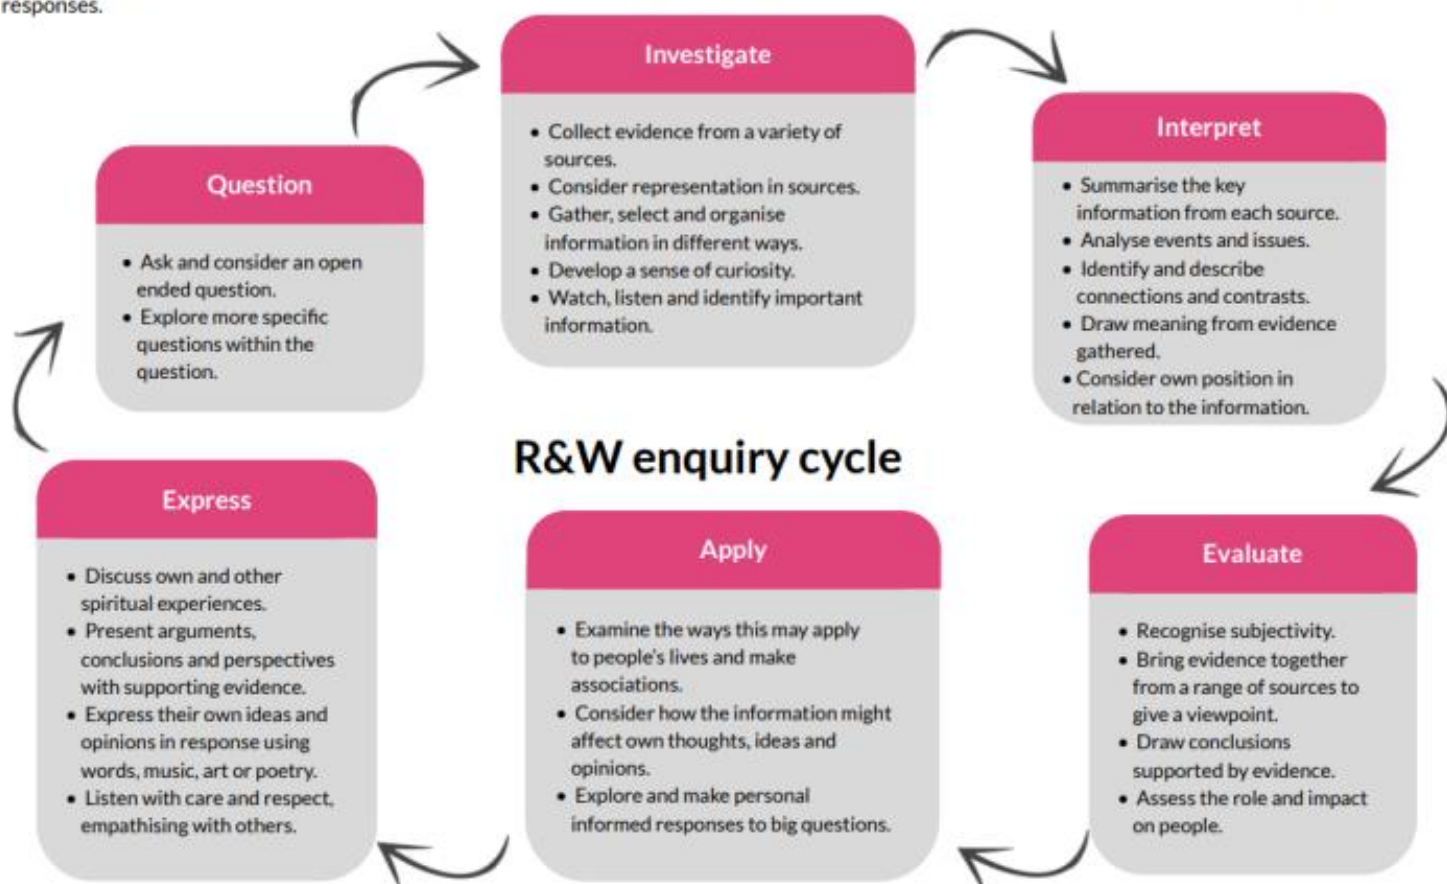 responses.
Question
• Ask and consider an open
ended question.
• Explore more specific
questions within the
question.
Investigate
• Collect evidence from a variety of
sources.
• Consider representation in sources.
• Gather, select and organise
information in different ways.
• Develop a sense of curiosity.
• Watch, listen and identify important
information.
Interpret
• Summarise the key
information from each source.
• Analyse events and issues.
• Identify and describe
connections and contrasts.
• Draw meaning from evidence
gathered.
• Consider own position in
relation to the information.
R&W enquiry cycle
Evaluate
• Recognise subjectivity.
• Bring evidence together
from a range of sources to
give a viewpoint.
• Draw conclusions
supported by evidence.
• Assess the role and impact
on people.
Apply
• Examine the ways this may apply
to people's lives and make
associations.
• Consider how the information might
affect own thoughts, ideas and
opinions.
• Explore and make personal
informed responses to big questions.
Express
• Discuss own and other
spiritual experiences.
• Present arguments,
conclusions and perspectives
with supporting evidence.
• Express their own ideas and
opinions in response using
words, music, art or poetry.
• Listen with care and respect,
empathising with others.